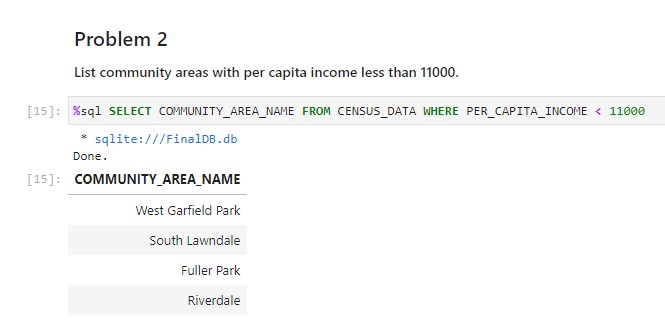 Problem 2
List community areas with per capita income less than 11000.
[15]: %sql SELECT COMMUNITY_AREA_NAME FROM CENSUS_DATA WHERE PER_CAPITA_INCOME < 11000
* sqlite:///FinalDB.db
Done.
[15]: COMMUNITY_AREA_NAME
West Garfield Park
South Lawndale
Fuller Park
Riverdale